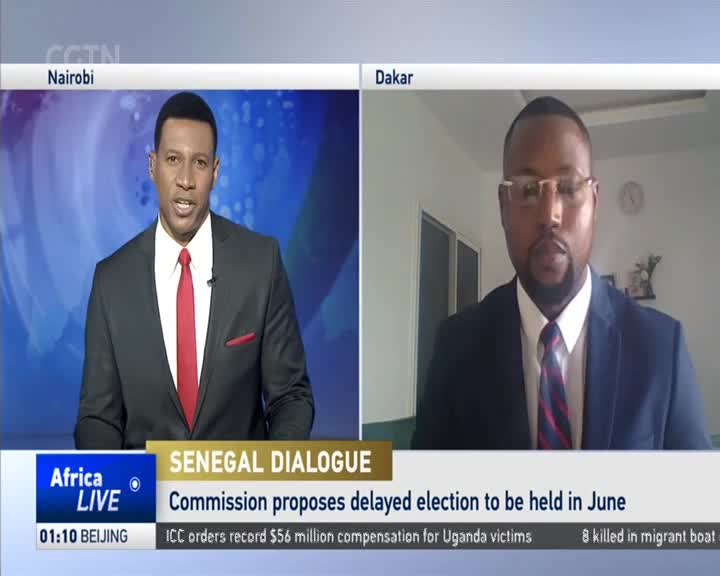 CGTN
Nairobi
Dakar
SENEGAL DIALOGUE
Africa
LIVE
Commission proposes delayed election to be held in June
01:10 BEIJING
ICC orders record $56 million compensation for Uganda victims 8 killed in migrant boat